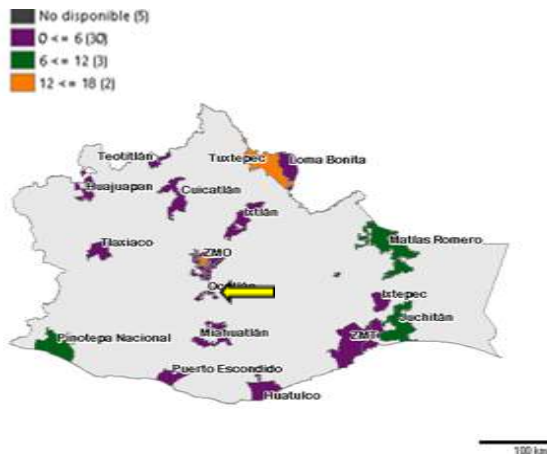 No disponible (5)
0 <= 6 (30)
6 <= 12 (3)
12 <= 18 (2)
Teotitlán
Tuxtepec
Loma Bonita
Huajuapan
Cuicatlán
Ixtlán
Tlaxiaco
ZMO
Matías Romero
Ixtepec
Suchitán
Pinotepa Nacional
Miahuatlán
ZMT
Puerto Escondido
Huatulco
100 km